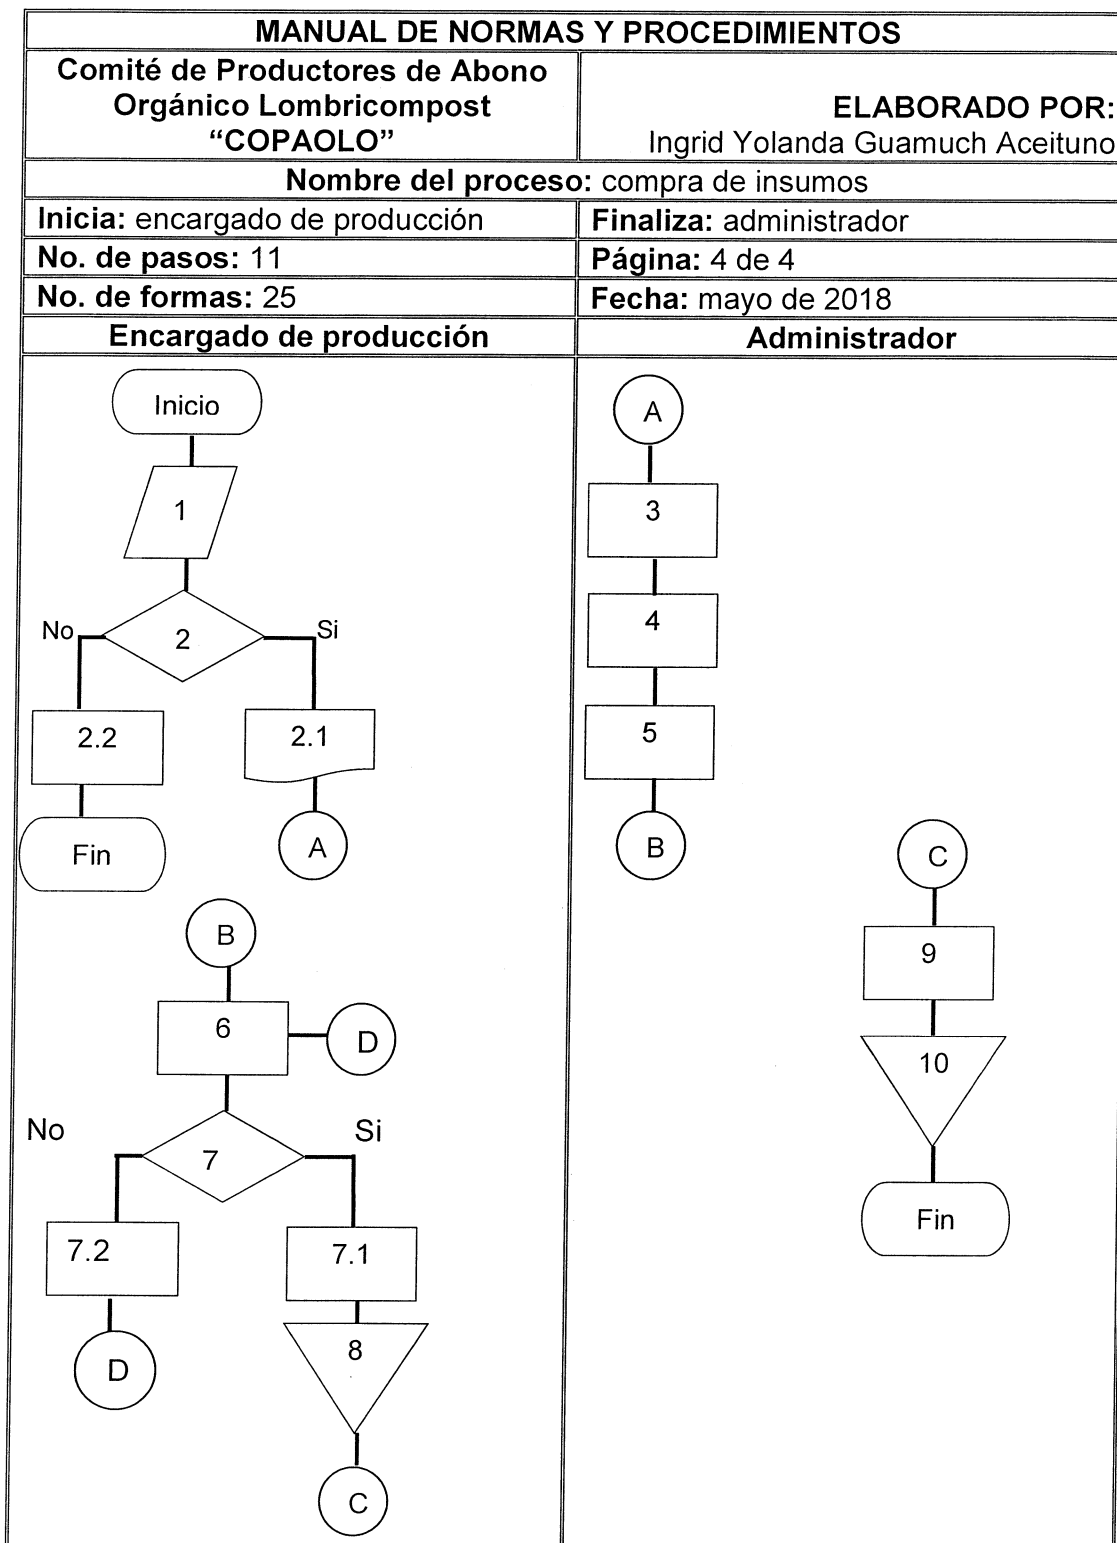 MANUAL DE NORMAS Y PROCEDIMIENTOS
Comité de Productores de Abono
Orgánico Lombricompost
“COPAOLO”
ELABORADO POR:
Ingrid Yolanda Guamuch Aceituno
Nombre del proceso: compra de insumos
Inicia: encargado de producción
Finaliza: administrador
No. de pasos: 11
Página: 4 de 4
No. de formas: 25
Fecha: mayo de 2018
Encargado de producción
Administrador
Inicio
1
2
No
Si
2.2
2.1
Fin
A
B
6
D
7
No
Si
7.2
7.1
D
8
C
A
3
4
5
B
C
9
10
Fin